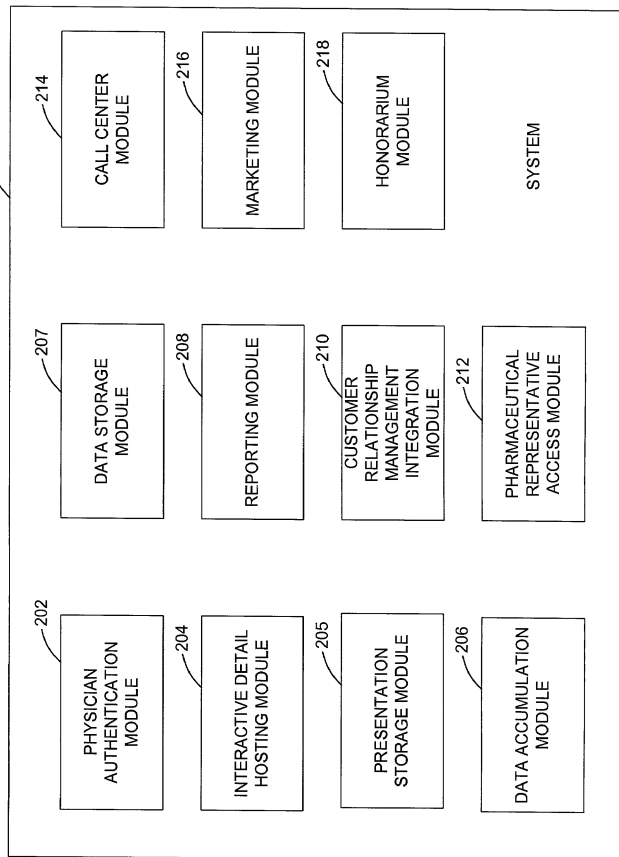 202
PHYSICIAN
AUTHENTICATION
MODULE
204
INTERACTIVE DETAIL
HOSTING MODULE
205
PRESENTATION
STORAGE MODULE
206
DATA ACCUMULATION
MODULE
207
DATA STORAGE
MODULE
208
REPORTING MODULE
210
CUSTOMER
RELATIONSHIP
MANAGEMENT
INTEGRATION
MODULE
212
PHARMACEUTICAL
REPRESENTATIVE
ACCESS MODULE
214
CALL CENTER
MODULE
216
MARKETING MODULE
218
HONORARIUM
MODULE
SYSTEM